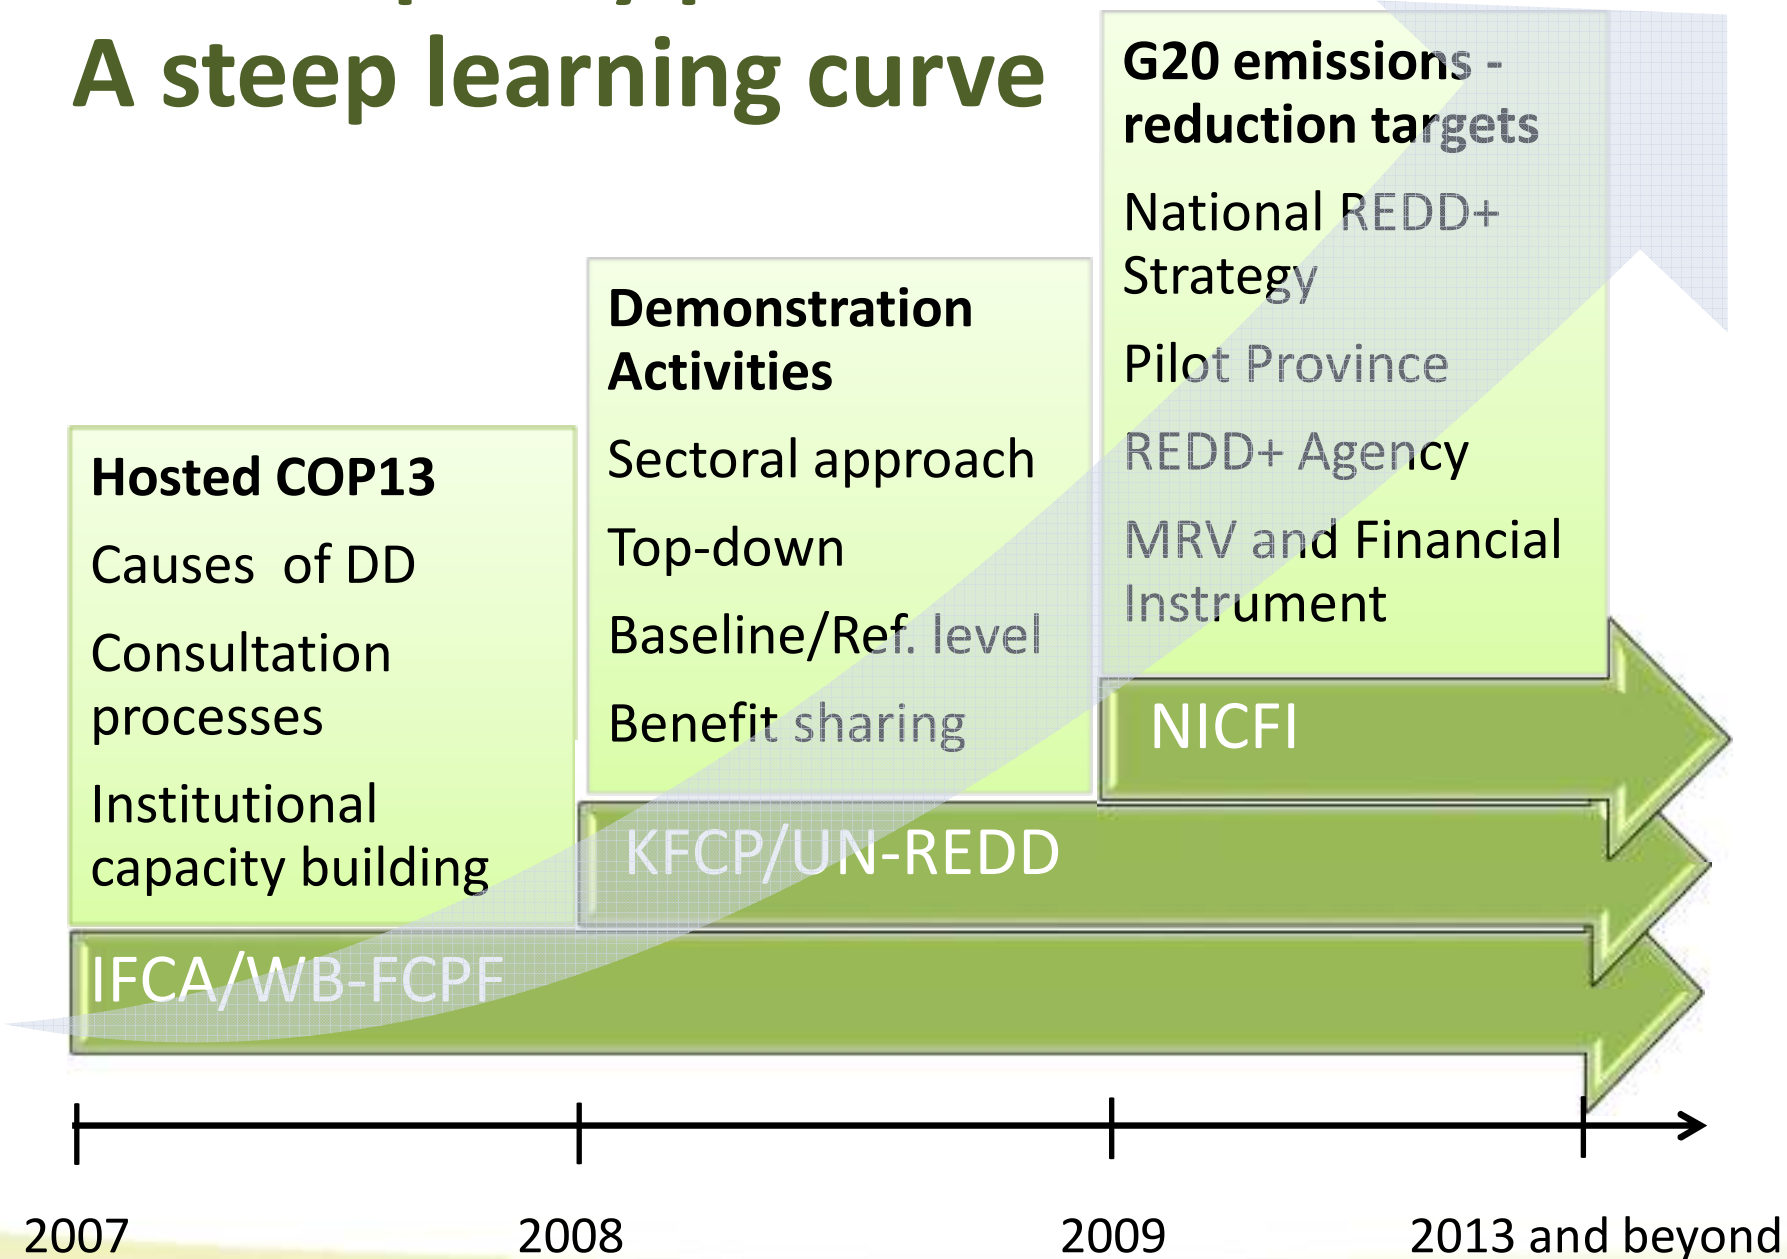 A steep learning curve
G20 emissions -
reduction targets
National REDD+
Strategy
Pilot Province
REDD+ Agency
MRV and Financial
Instrument
Demonstration
Activities
Sectoral approach
Top-down
Baseline/Ref. level
Benefit sharing
Hosted COP13
Causes of DD
Consultation
processes
Institutional
capacity building
NICFI
KFCP/UN-REDD
IFCA/WB-FCPF
2007
2008
2009
2013 and beyond